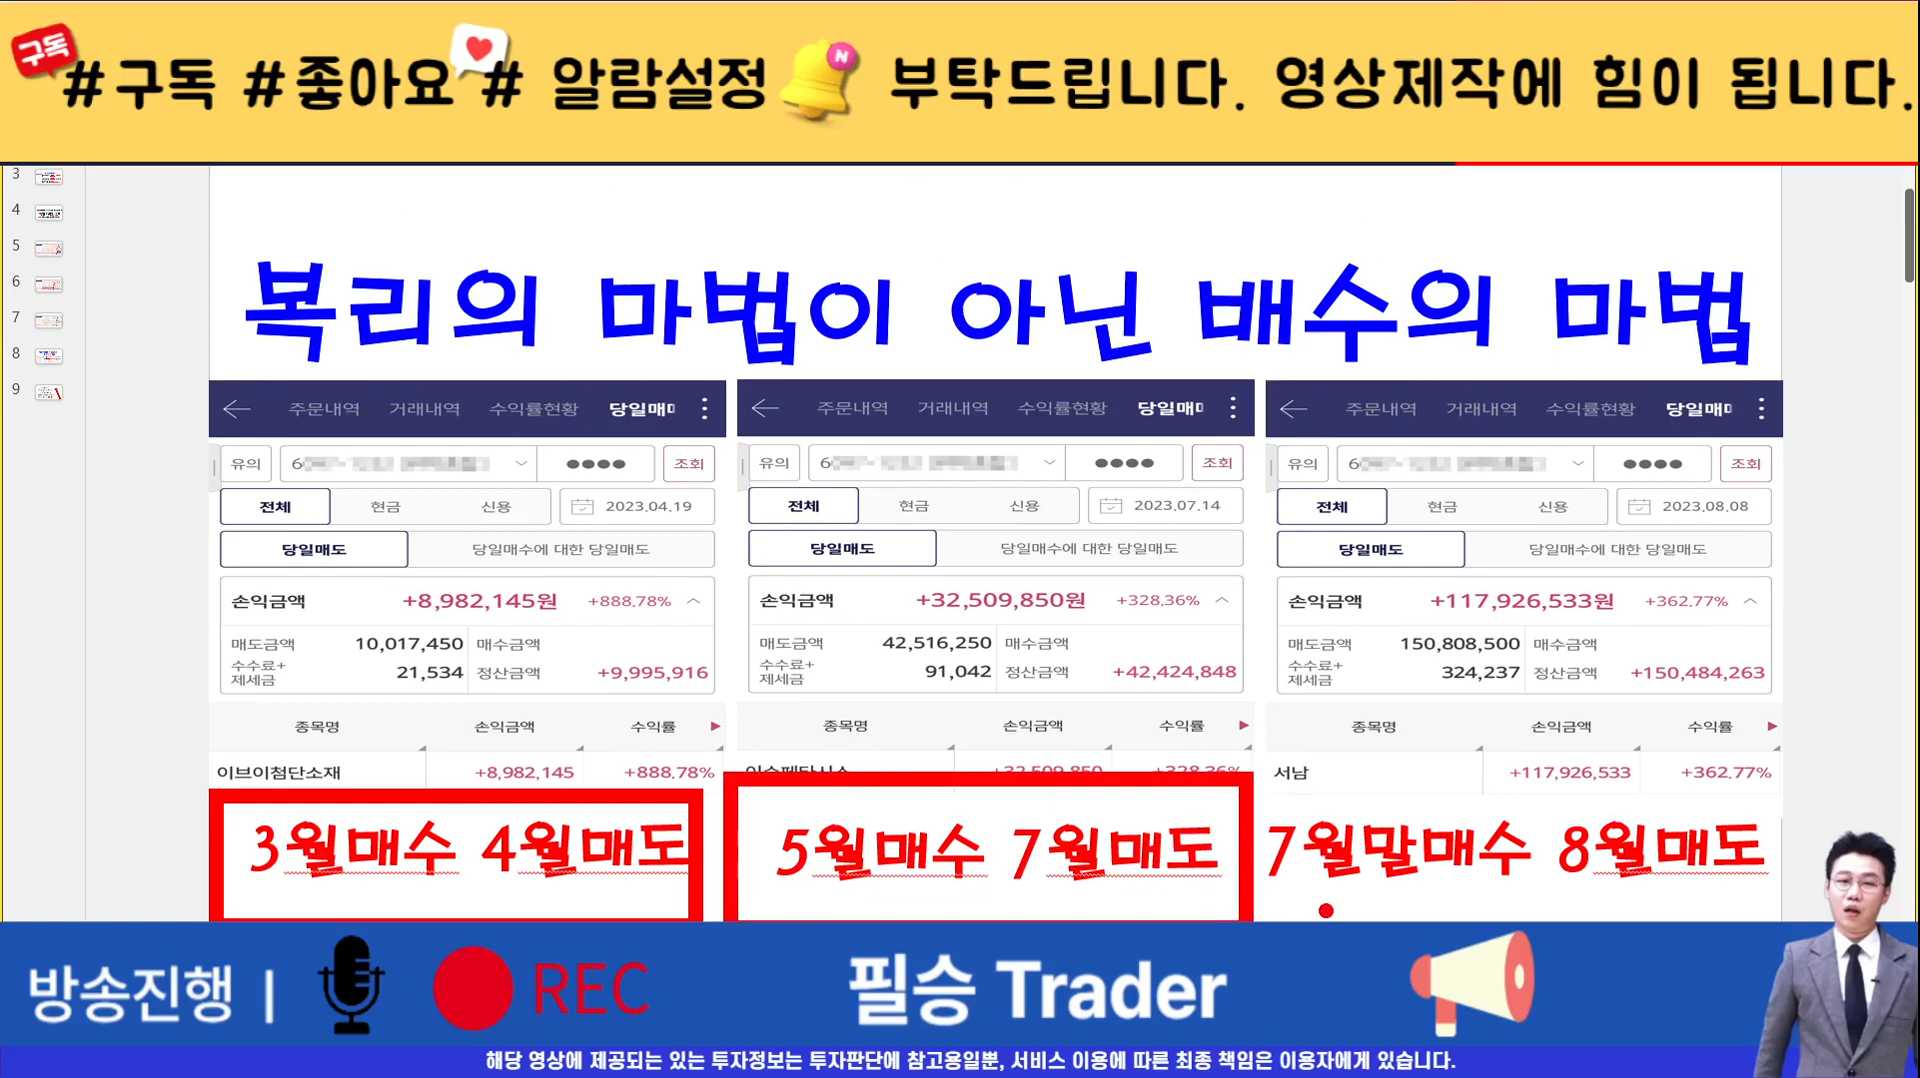 구독
#구독 #좋아요 # 알람설정 N 부탁드립니다. 영상제작에 힘이 됩니다.
3
4
5
6
7
8
9
복리의 마법이 아닌 배수의 마법
주문내역 거래내역 수익률현황 당일매
유의 6 조회
전체 현금 신용 2023.04.19
당일매도 당일매수에 대한 당일매도
손익금액 +8,982,145원 +888.78%
매도금액 10,017,450 매수금액
수수료+
제세금 21,534 정산금액 +9,995,916
종목명 손익금액 수익률
이브이첨단소재 +8,982,145 +888.78%
3월매수 4월매도
주문내역 거래내역 수익률현황 당일매
유의 6 조회
전체 현금 신용 2023.07.14
당일매도 당일매수에 대한 당일매도
손익금액 +32,509,850원 +328.36%
매도금액 42,516,250 매수금액
수수료+
제세금 91,042 정산금액 +42,424,848
종목명 손익금액 수익률
+32,509,850 +328.36%
5월매수 7월매도
주문내역 거래내역 수익률현황 당일매
유의 6 조회
전체 현금 신용 2023.08.08
당일매도 당일매수에 대한 당일매도
손익금액 +117,926,533원 +362.77%
매도금액 150,808,500 매수금액
수수료+
제세금 324,237 정산금액 +150,484,263
종목명 손익금액 수익률
서남 +117,926,533 +362.77%
7월말매수 8월매도
방송진행 | REC 필승 Trader
해당 영상에 제공되는 있는 투자정보는 투자판단에 참고용일뿐, 서비스 이용에 따른 최종 책임은 이용자에게 있습니다.